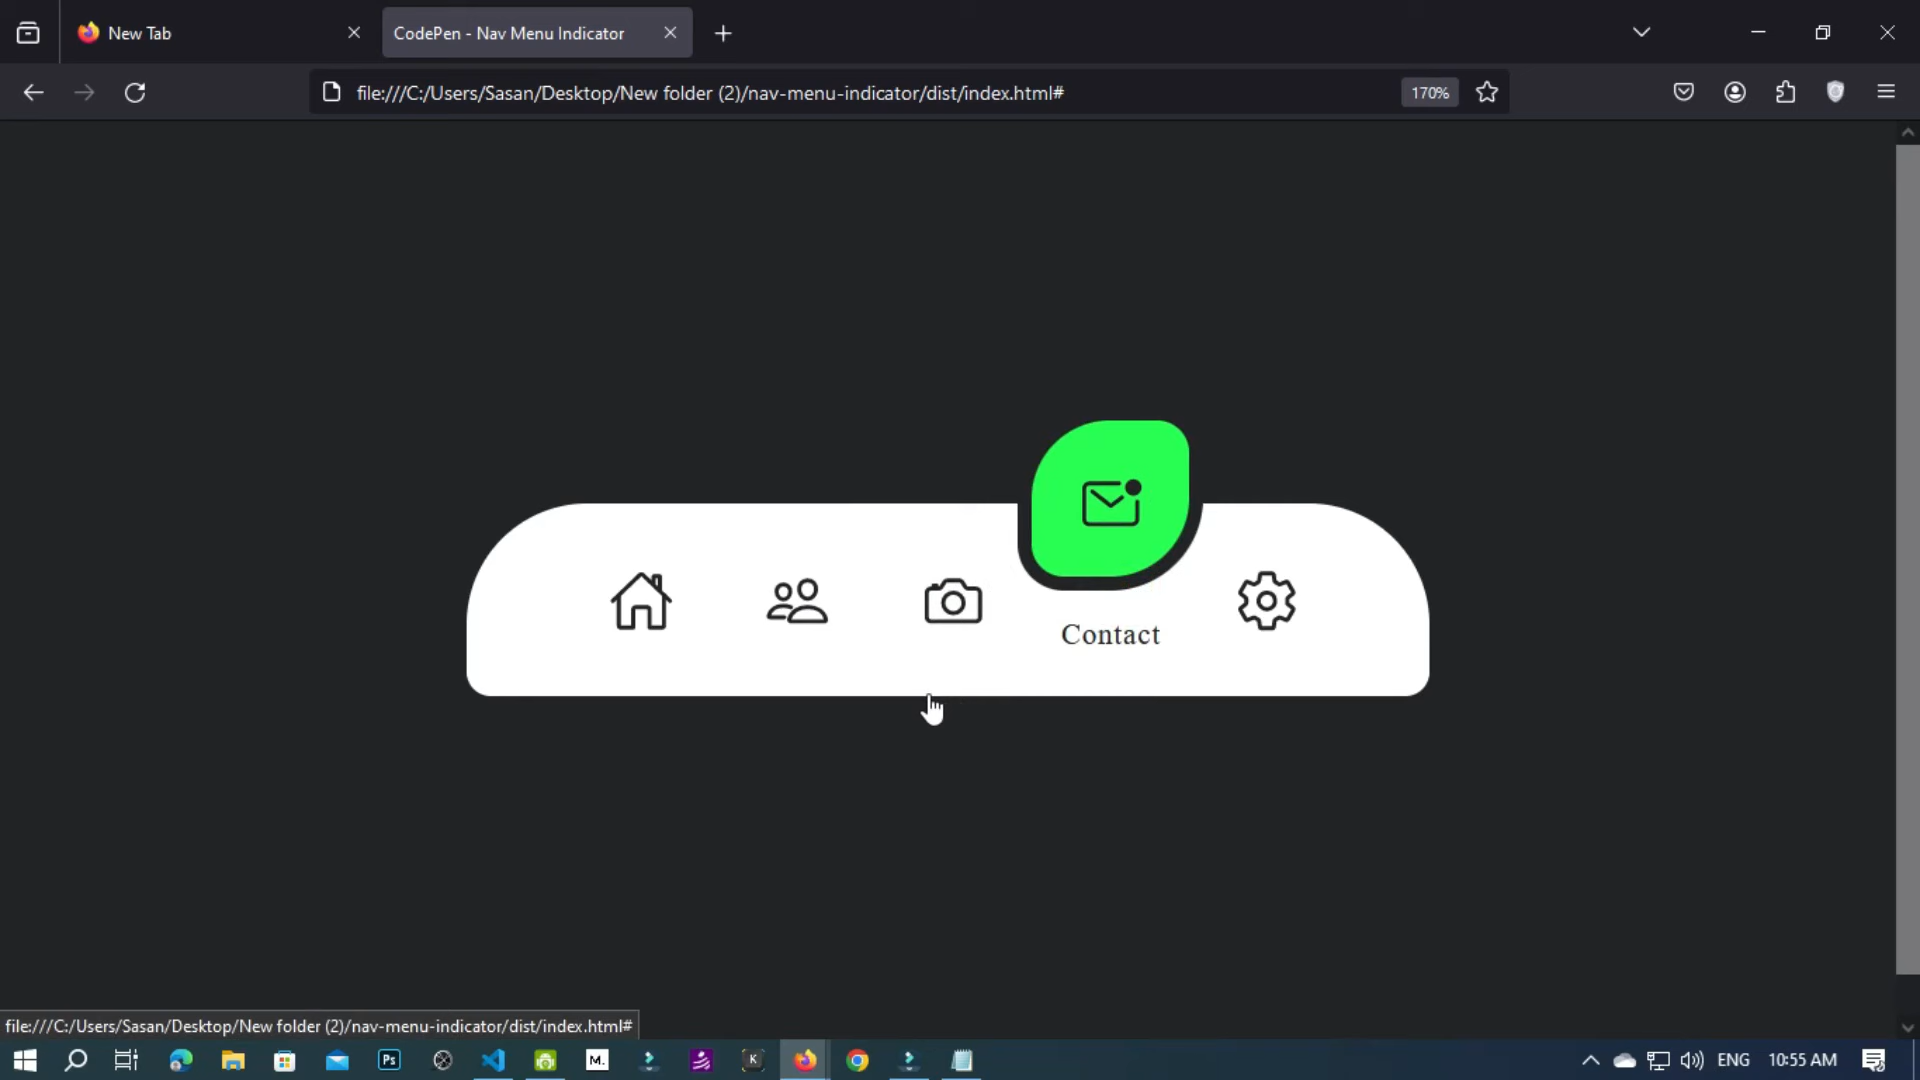 New Tab
CodePen - Nav Menu Indicator
file:///C:/Users/Sasan/Desktop/New folder (2)/nav-menu-indicator/dist/index.html#
170%
Contact
file:///C:/Users/Sasan/Desktop/New folder (2)/nav-menu-indicator/dist/index.html#
Ps
M.
K
ENG
10:55 AM